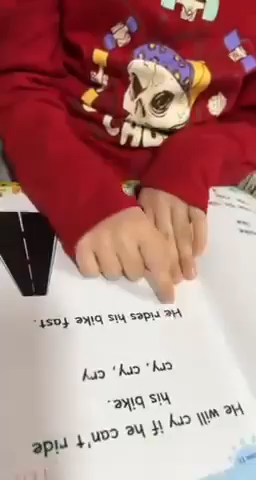 He will cry if he can't ride
his bike.
cry, cry, cry
He rides his bike fast.